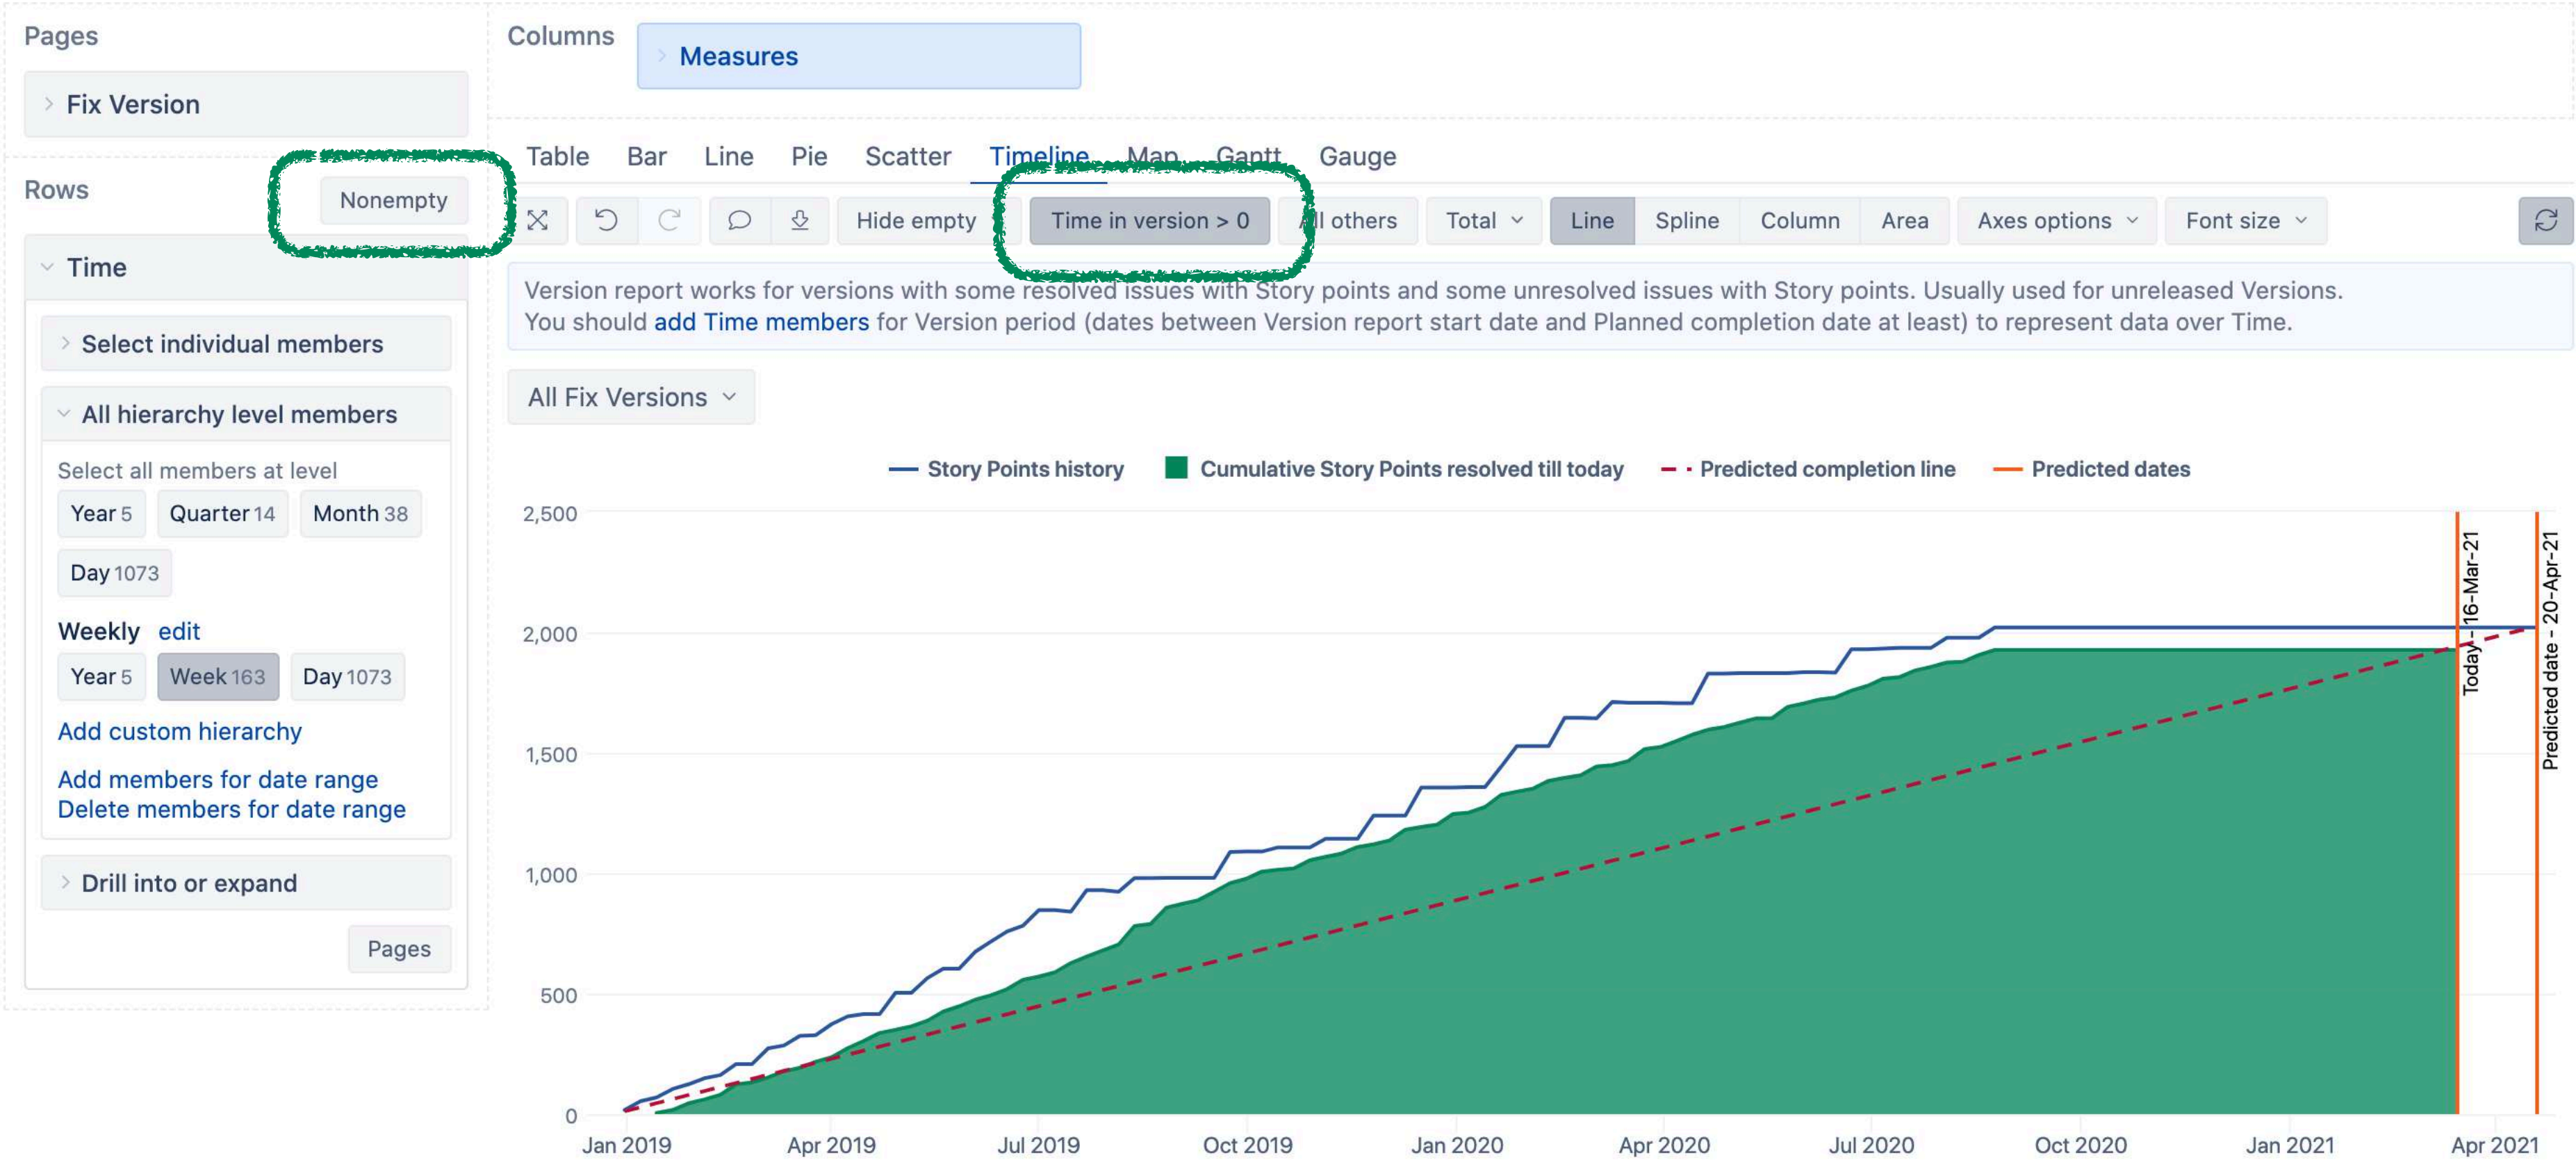 Pages
Fix Version
Rows
Nonempty
Time
Select individual members
All hierarchy level members
Select all members at level
Year 5 Quarter 14 Month 38
Day 1073
Weekly edit
Year 5 Week 163 Day 1073
Add custom hierarchy
Add members for date range
Delete members for date range
Drill into or expand
Pages
Columns
Measures
Table Bar Line Pie Scatter Timeline Map Gantt Gauge
Hide empty Time in version > 0 All others Total Line Spline Column Area Axes options Font size
Version report works for versions with some resolved issues with Story points and some unresolved issues with Story points. Usually used for unreleased Versions.
You should add Time members for Version period (dates between Version report start date and Planned completion date at least) to represent data over Time.
All Fix Versions
Story Points history Cumulative Story Points resolved till today Predicted completion line Predicted dates
2,500
2,000
1,500
1,000
500
0
Today - 16-Mar-21
Predicted date - 20-Apr-21
Jan 2019 Apr 2019 Jul 2019 Oct 2019 Jan 2020 Apr 2020 Jul 2020 Oct 2020 Jan 2021 Apr 2021